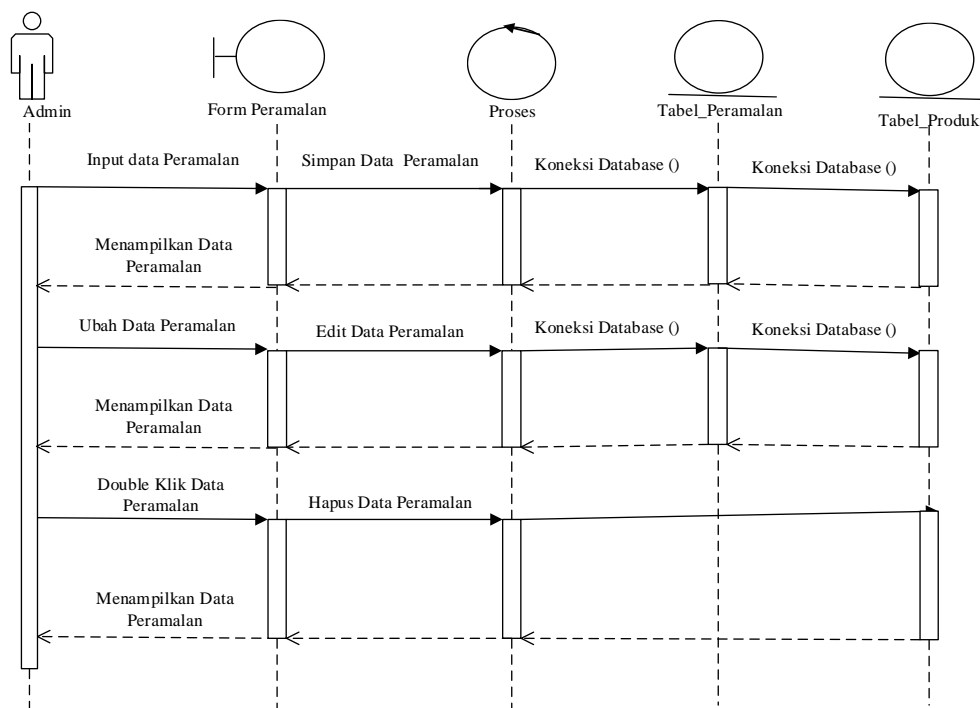 Admin
Form Peramalan
Proses
Tabel_Peramalan
Tabel_Produk
Input data Peramalan
Simpan Data Peramalan
Koneksi Database ()
Koneksi Database ()
Menampilkan Data
Peramalan
Ubah Data Peramalan
Edit Data Peramalan
Koneksi Database ()
Koneksi Database ()
Menampilkan Data
Peramalan
Double Klik Data
Peramalan
Hapus Data Peramalan
Menampilkan Data
Peramalan